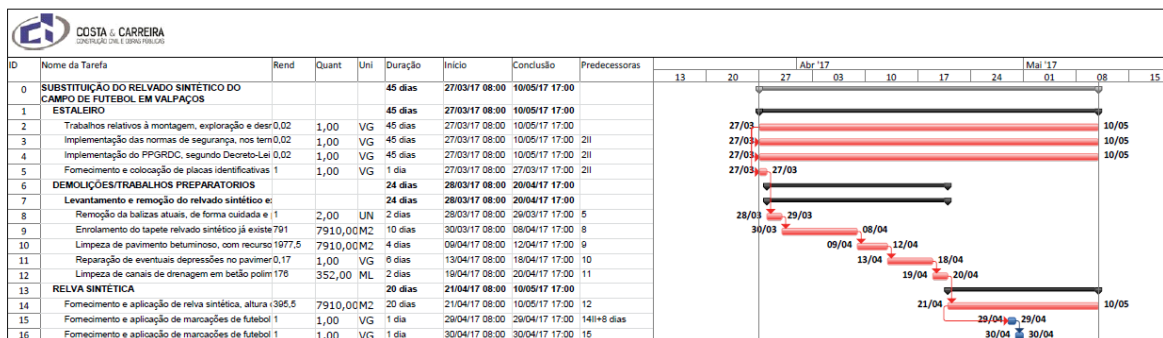 COSTA & CARREIRA
CONSTRUÇÃO CIVIL E OBRAS PÚBLICAS
ID Nome da Tarefa Rend Quant Uni Duração Início Conclusão Predecessoras Abr '17 Mai '17
13 20 27 03 10 17 24 01 08 15
0 SUBSTITUIÇÃO DO RELVADO SINTÉTICO DO 45 dias 27/03/17 08:00 10/05/17 17:00
CAMPO DE FUTEBOL EM VALPAÇOS
1 ESTALEIRO 45 dias 27/03/17 08:00 10/05/17 17:00
2 Trabalhos relativos à montagem, exploração e desr 0,02 1,00 VG 45 dias 27/03/17 08:00 10/05/17 17:00 27/03 10/05
3 Implementação das normas de segurança, nos tern 0,02 1,00 VG 45 dias 27/03/17 08:00 10/05/17 17:00 2II 27/03 10/05
4 Implementação do PPGRDC, segundo Decreto-Lei 0,02 1,00 VG 45 dias 27/03/17 08:00 10/05/17 17:00 2II 27/03 10/05
5 Fornecimento e colocação de placas identificativas 1 1,00 VG 1 dia 27/03/17 08:00 27/03/17 17:00 2II 27/03 27/03
6 DEMOLIÇÕES/TRABALHOS PREPARATORIOS 24 dias 28/03/17 08:00 20/04/17 17:00
7 Levantamento e remoção do relvado sintético e: 24 dias 28/03/17 08:00 20/04/17 17:00
8 Remoção da balizas atuais, de forma cuidada e p 1 2,00 UN 2 dias 28/03/17 08:00 29/03/17 17:00 5 28/03 29/03
9 Enrolamento do tapete relvado sintético já existe 791 7910,00 M2 10 dias 30/03/17 08:00 08/04/17 17:00 8 30/03 08/04
10 Limpeza de pavimento betuminoso, com recurso 1977,5 7910,00 M2 4 dias 09/04/17 08:00 12/04/17 17:00 9 09/04 12/04
11 Reparação de eventuais depressões no pavimer 0,17 1,00 VG 6 dias 13/04/17 08:00 18/04/17 17:00 10 13/04 18/04
12 Limpeza de canais de drenagem em betão polim 176 352,00 ML 2 dias 19/04/17 08:00 20/04/17 17:00 11 19/04 20/04
13 RELVA SINTÉTICA 20 dias 21/04/17 08:00 10/05/17 17:00
14 Fornecimento e aplicação de relva sintética, altura 395,5 7910,00 M2 20 dias 21/04/17 08:00 10/05/17 17:00 12 21/04 10/05
15 Fornecimento e aplicação de marcações de futebol 1 1,00 VG 1 dia 29/04/17 08:00 29/04/17 17:00 14II+8 dias 29/04 29/04
16 Fornecimento e aplicação de marcações de futebol 1 1,00 VG 1 dia 30/04/17 08:00 30/04/17 17:00 15 30/04 30/04